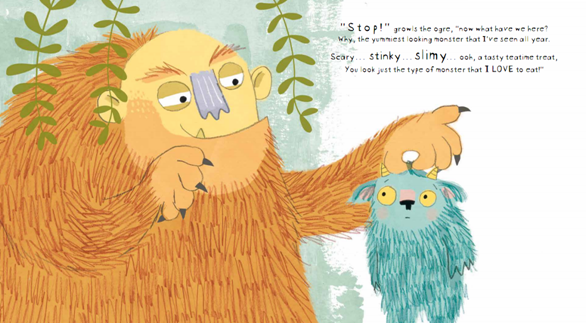 "Stop!" growls the ogre, "now what have we here?
Why, the yummiest looking monster that I've seen all year.
Scary... stinky... slimy... ooh, a tasty teatime treat,
You look just the type of monster that I LOVE to eat!"